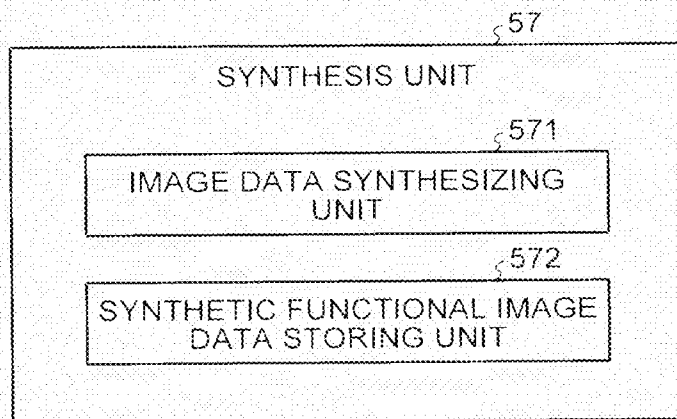 57
SYNTHESIS UNIT
571
IMAGE DATA SYNTHESIZING
UNIT
572
SYNTHETIC FUNCTIONAL IMAGE
DATA STORING UNIT